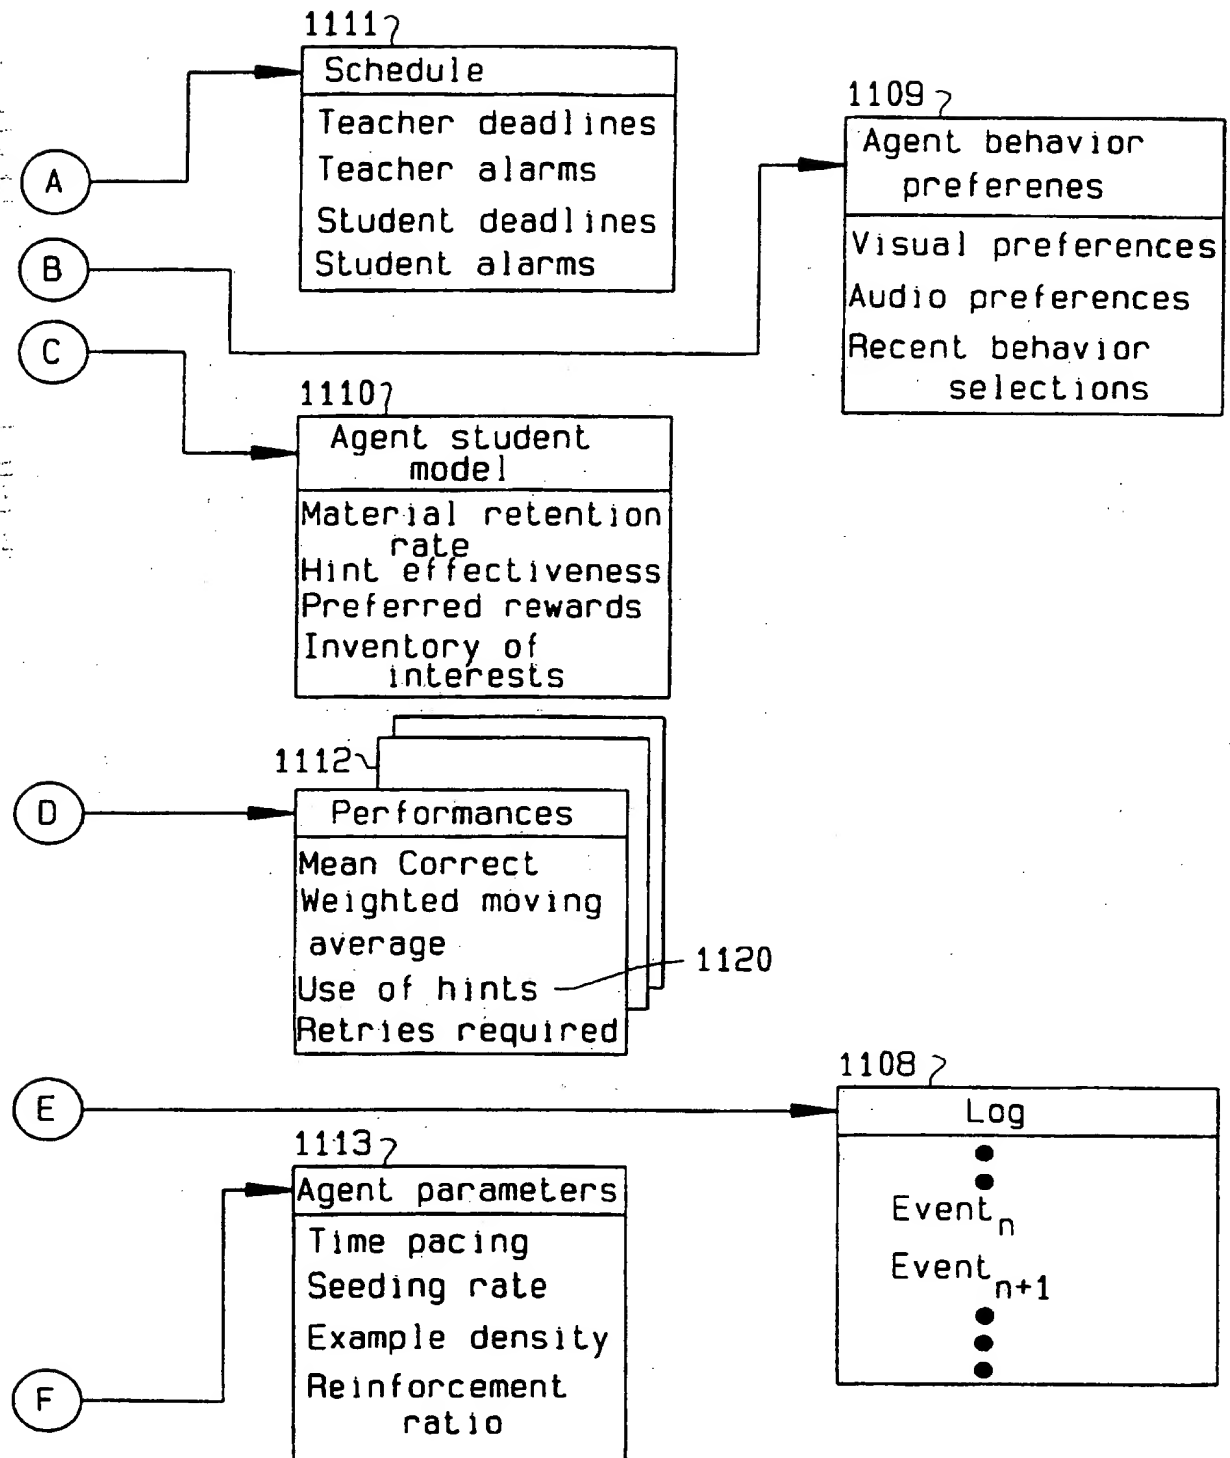 1111
Schedule
Teacher deadlines
Teacher alarms
Student deadlines
Student alarms
A
B
C
1109
Agent behavior
preferenes
Visual preferences
Audio preferences
Recent behavior
selections
1110
Agent student
model
Material retention
rate
Hint effectiveness
Preferred rewards
Inventory of
interests
1112
D
Performances
Mean Correct
Weighted moving
average
Use of hints
1120
Retries required
E
1108
Log
Event n
Event n+1
1113
Agent parameters
Time pacing
Seeding rate
Example density
Reinforcement
ratio
F